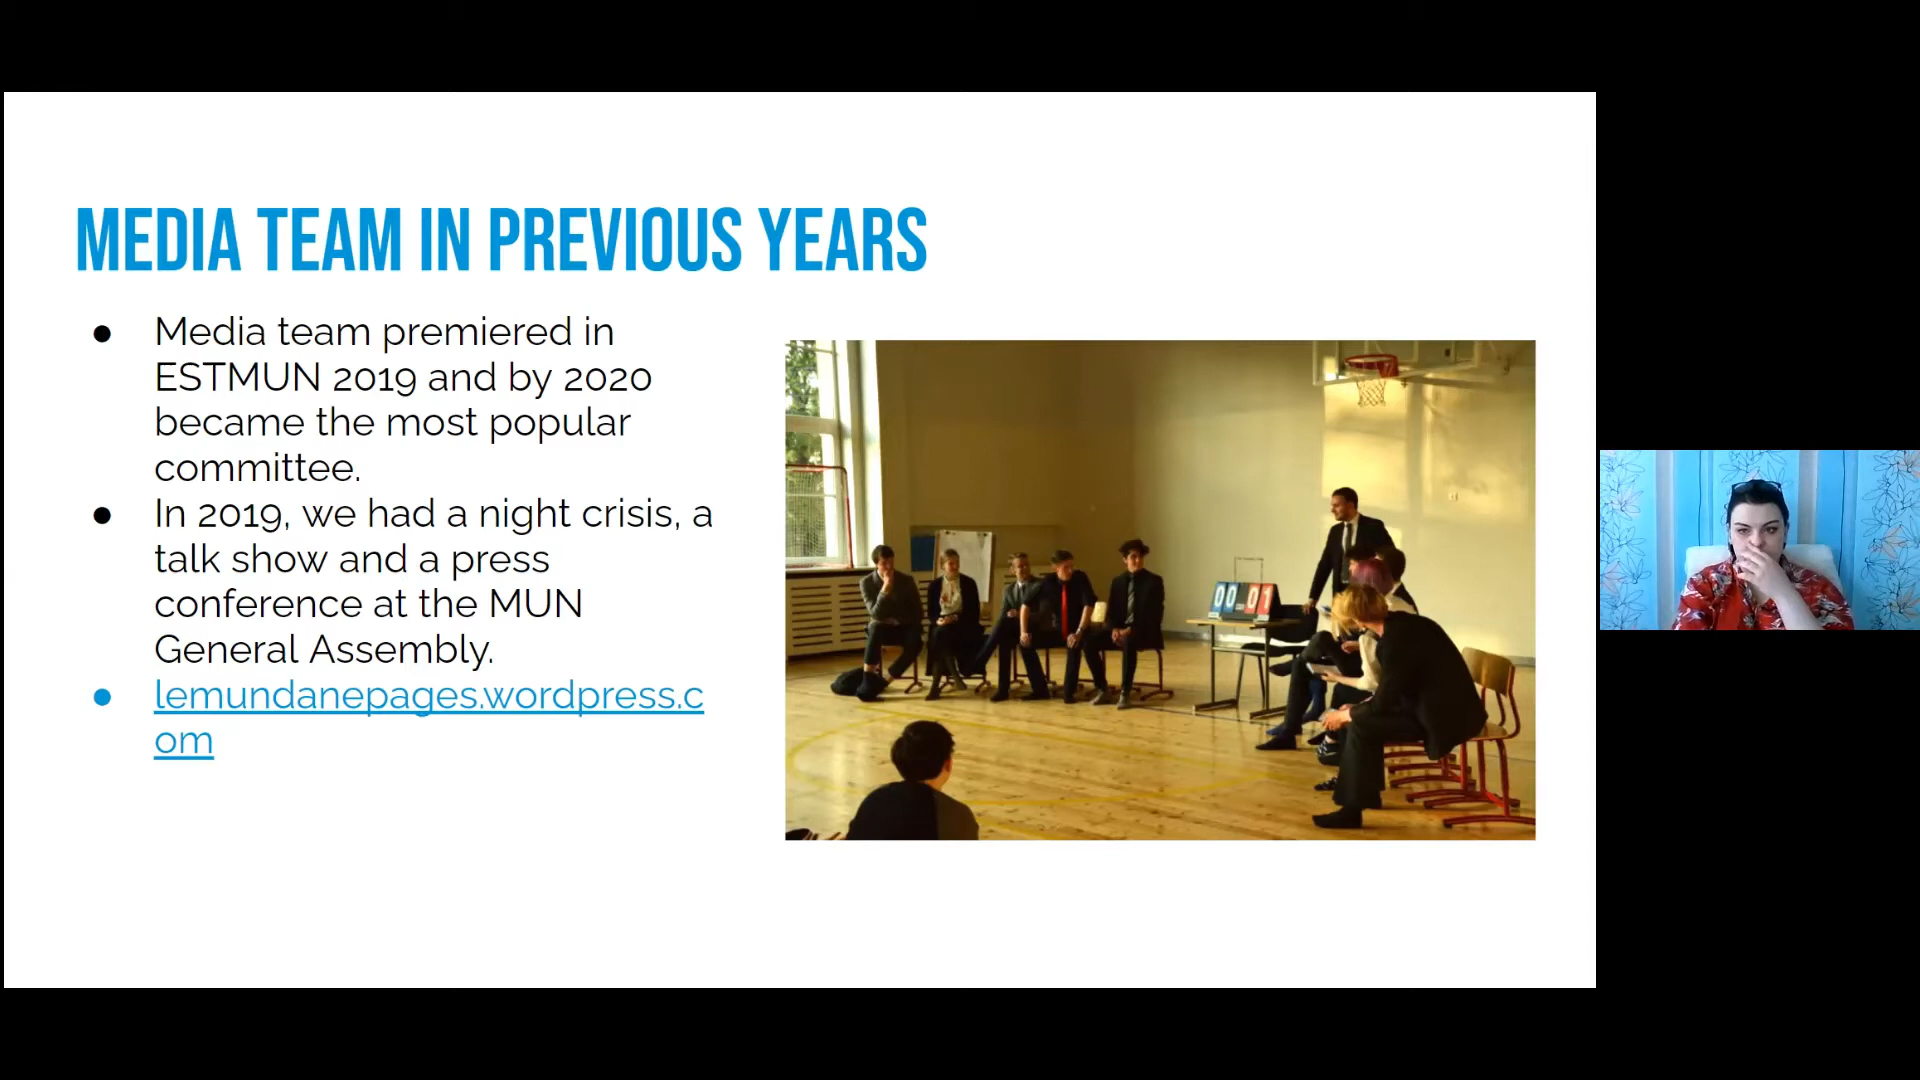 MEDIA TEAM IN PREVIOUS YEARS
● Media team premiered in
ESTMUN 2019 and by 2020
became the most popular
committee.
● In 2019, we had a night crisis, a
talk show and a press
conference at the MUN
General Assembly.
● lemundanepages.wordpress.c
om
00 01